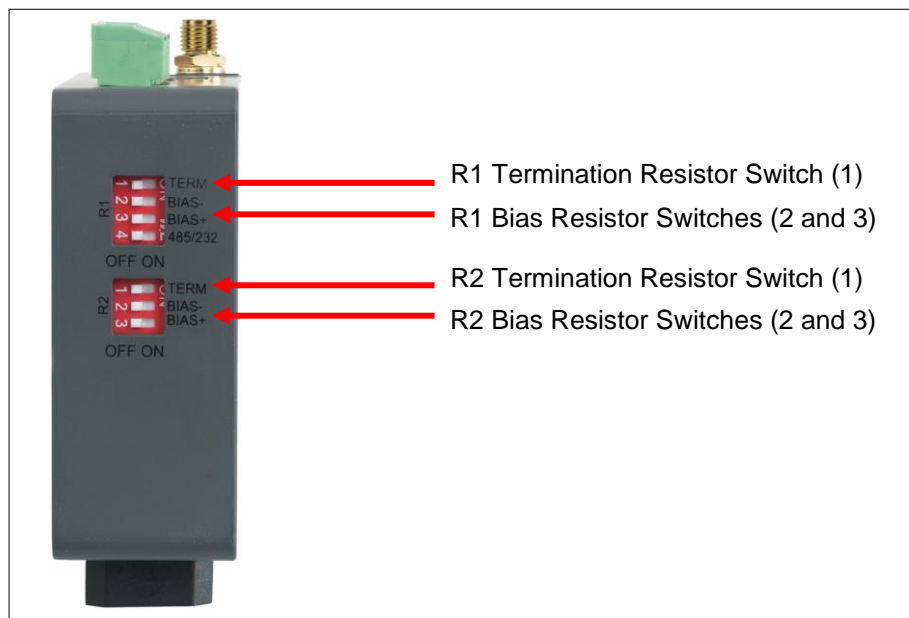 R1 Termination Resistor Switch (1)
R1 Bias Resistor Switches (2 and 3)
R2 Termination Resistor Switch (1)
R2 Bias Resistor Switches (2 and 3)
R1
1 TERM
2 BIAS-
3 BIAS+
4 485/232
OFF ON
R2
1 TERM
2 BIAS-
3 BIAS+
OFF ON